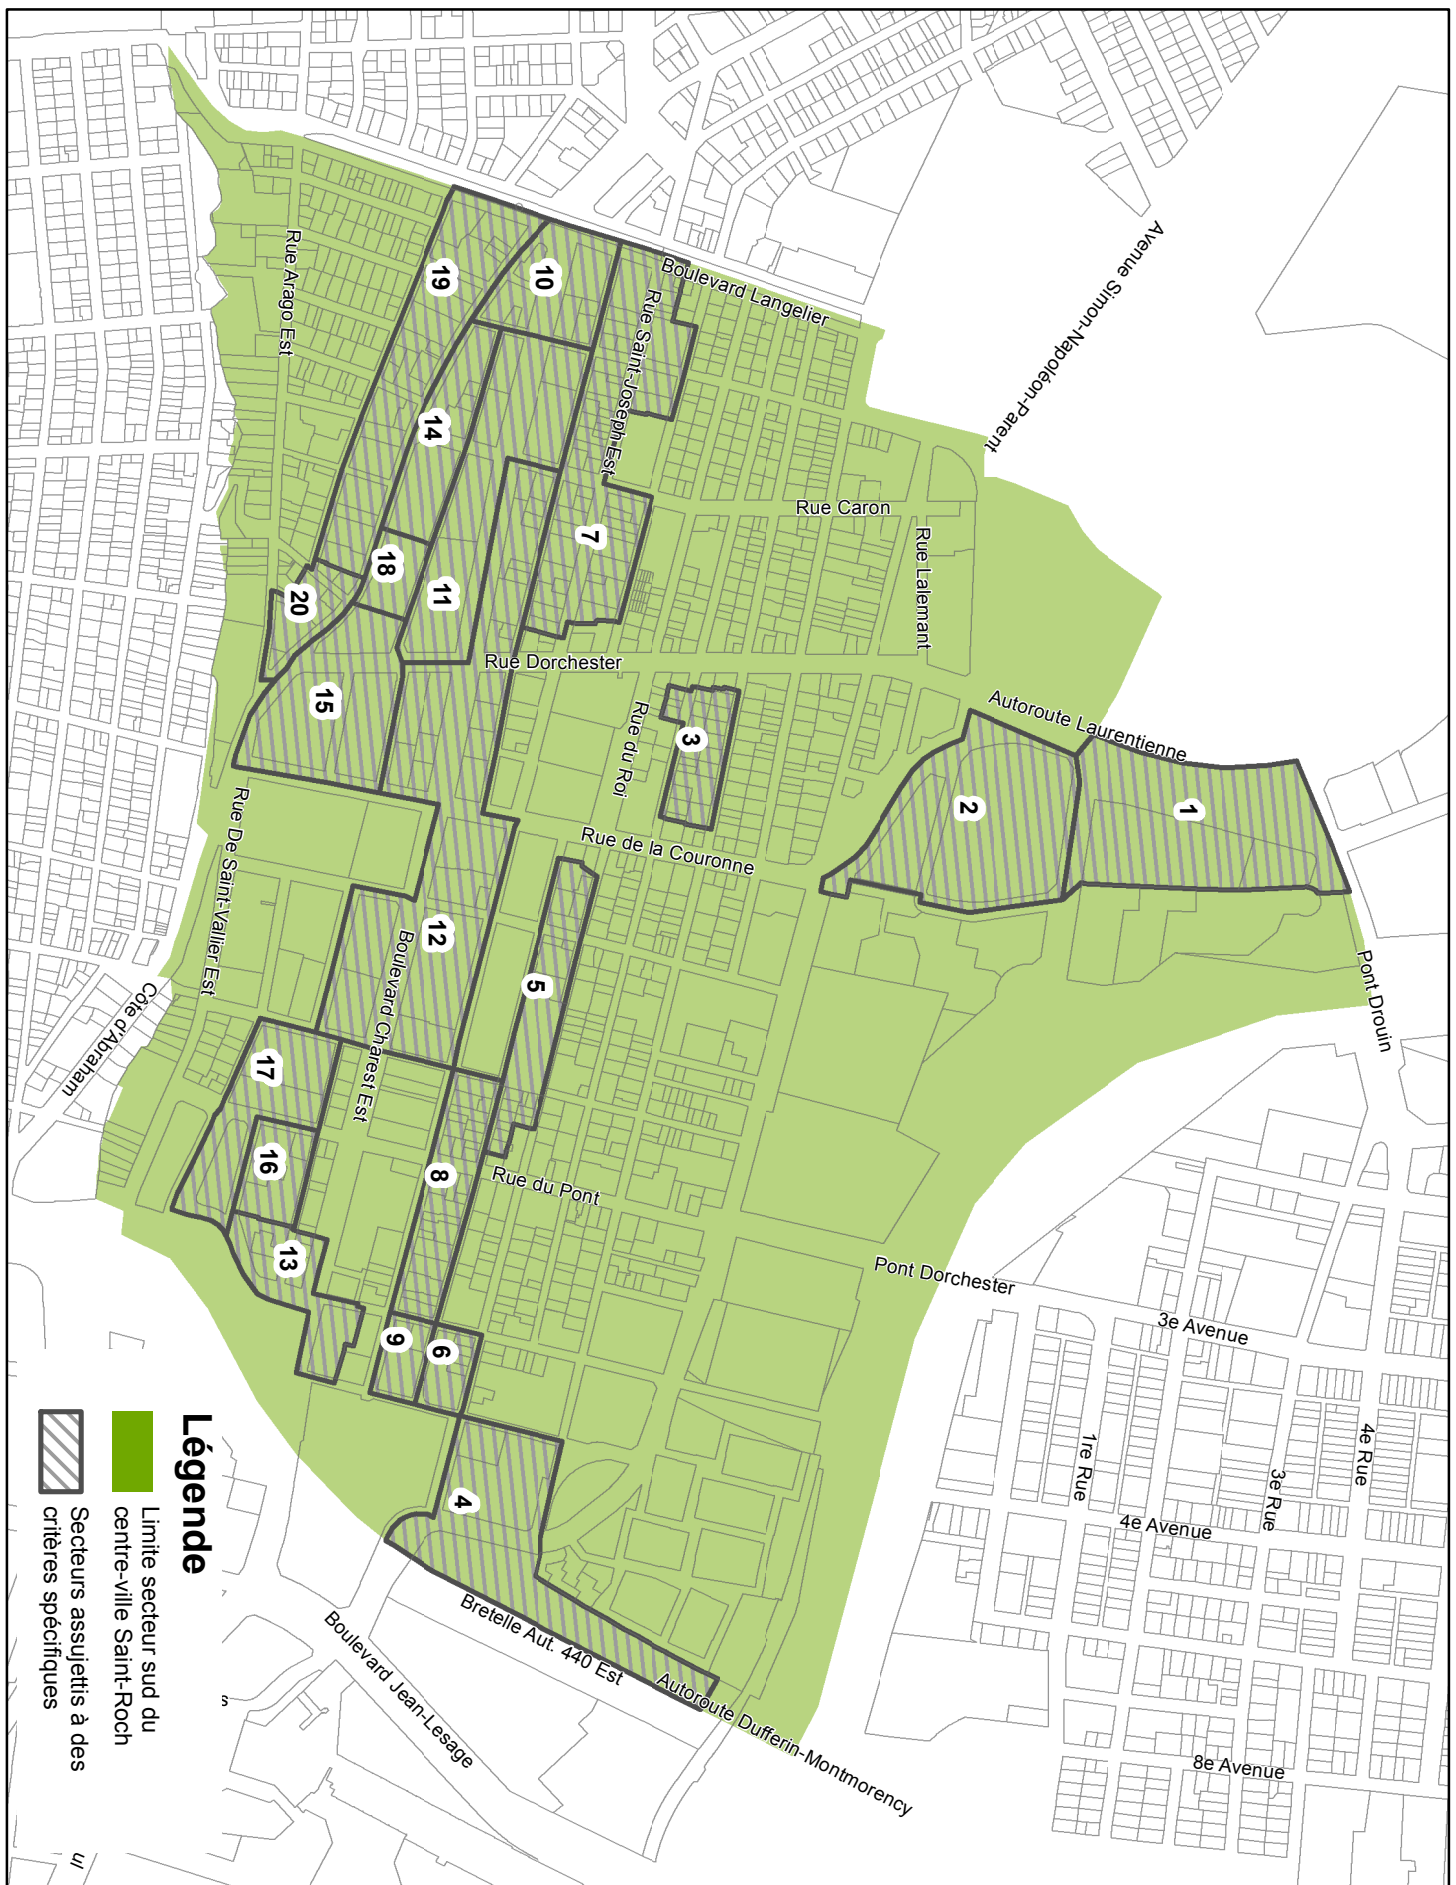 Avenue Simon-Napoléon-Parent
Boulevard Langelier
Rue Saint-Joseph Est
Rue Arago Est
19
10
14
7
18
11
20
15
Rue Caron
Rue Lalemant
Rue Dorchester
Rue du Roi
3
Autoroute Laurentienne
1
2
Rue de la Couronne
Rue De Saint-Vallier Est
12
Boulevard Charest Est
5
Pont Drouin
Côte d'Abraham
17
16
8
Rue du Pont
13
Pont Dorchester
3e Avenue
9
6
4
1re Rue
3e Rue
4e Rue
4e Avenue
8e Avenue
Bretelle Aut. 440 Est
Autoroute Dufferin-Montmorency
Boulevard Jean-Lesage
Légende
Limite secteur sud du
centre-ville Saint-Roch
Secteurs assujettis à des
critères spécifiques
s